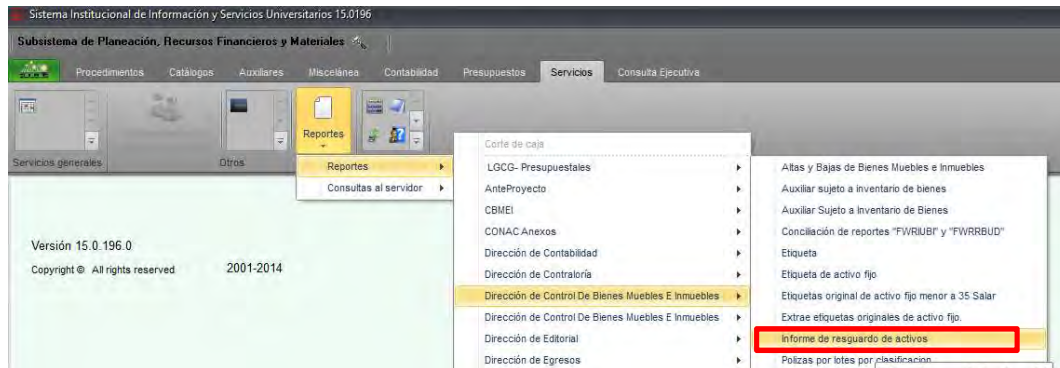 Sistema Institucional de Información y Servicios Universitarios 15.0196
Subsistema de Planeación, Recursos Financieros y Materiales
Procedimentos Catálogos Auxiliares Miscelánea Contabilidad Presupuestos Servicios Consulta Ejecutiva
Reportes
Servicios generales Otros
Reportes
Consultas al servidor
Corte de caja
LGCG- Presupuestales
AnteProyecto
CBMEI
CONAC Anexos
Dirección de Contabilidad
Dirección de Contraloría
Dirección de Control De Bienes Muebles E Inmuebles
Dirección de Control De Bienes Muebles E Inmuebles
Dirección de Editorial
Dirección de Egresos
Altas y Bajas de Bienes Muebles e Inmuebles
Auxiliar sujeto a inventario de bienes
Auxiliar Sujeto a Inventario de Bienes
Conciliación de reportes "FWRIUBI" y "FWRRBUD"
Etiqueta
Etiqueta de activo fijo
Etiquetas original de activo fijo menor a 35 Salar
Extrae etiquetas originales de activo fijo.
Informe de resguardo de activos
Polizas por lotes por clasificacion
Versión 15.0.196.0
Copyright © All rights reserved 2001-2014